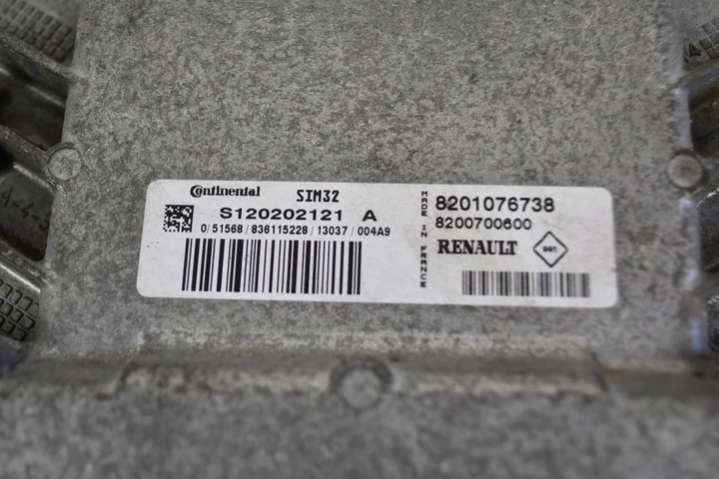 Continental SIM32
S120202121 A
0/51568/836115228/13037/004A9
MADE IN FRANCE
8201076738
8200700600
RENAULT